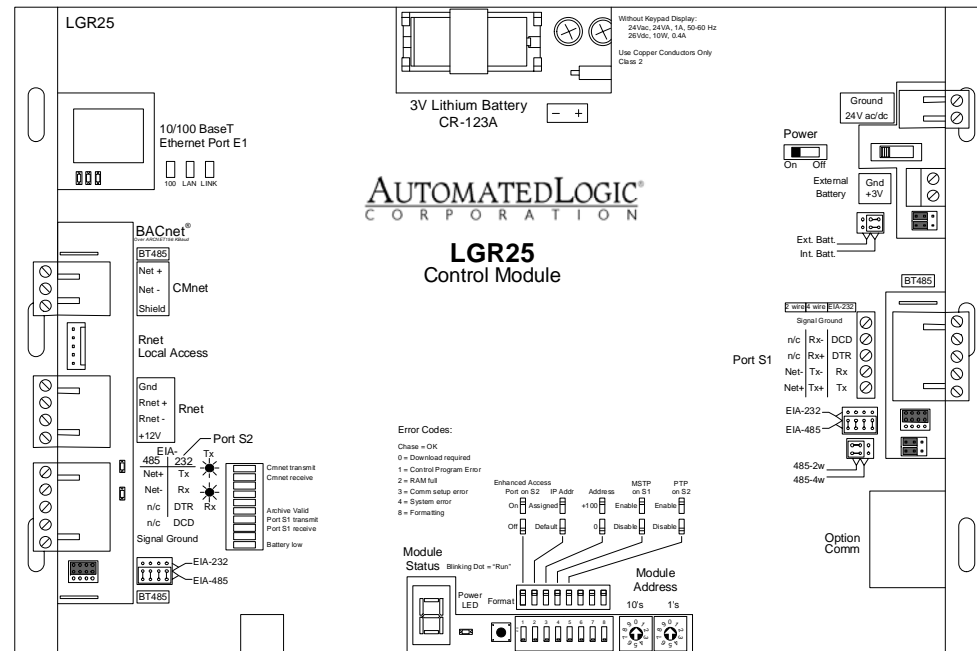 LGR25
Without Keypad Display:
24Vac, 24VA, 1A, 50-60 Hz
26Vdc, 10W, 0.4A
Use Copper Conductors Only
Class 2
3V Lithium Battery
CR-123A
- +
10/100 BaseT
Ethernet Port E1
100 LAN LINK
Ground
24V ac/dc
Power
On Off
External
Battery
Gnd
+3V
Ext. Batt.
Int. Batt.
AUTOMATEDLOGIC®
CORPORATION
LGR25
Control Module
BACnet®
Over ARCNET/156 KBaud
BT485
Net +
Net -
Shield
CMnet
Rnet
Local Access
Gnd
Rnet +
Rnet -
+12V
Rnet
Port S2
EIA-
485 232
Tx
Net+ Tx
Net- Rx
Rx
n/c DTR
n/c DCD
Signal Ground
EIA-232
EIA-485
BT485
Cmnet transmit
Cmnet receive
Archive Valid
Port S1 transmit
Port S1 receive
Battery low
Error Codes:
Chase = OK
0 = Download required
1 = Control Program Error
2 = RAM full
3 = Comm setup error
4 = System error
8 = Formatting
Enhanced Access
Port on S2
IP Addr
Address
MSTP
on S1
PTP
on S2
On Assigned +100 Enable Enable
Off Default 0 Disable Disable
Module
Status
Blinking Dot = "Run"
Power
LED
Format
1 2 3 4 5 6 7 8
Module
Address
10's 1's
BT485
2 wire 4 wire EIA-232
Signal Ground
Port S1
n/c Rx- DCD
n/c Rx+ DTR
Net- Tx- Rx
Net+ Tx+ Tx
EIA-232
EIA-485
485-2w
485-4w
Option
Comm